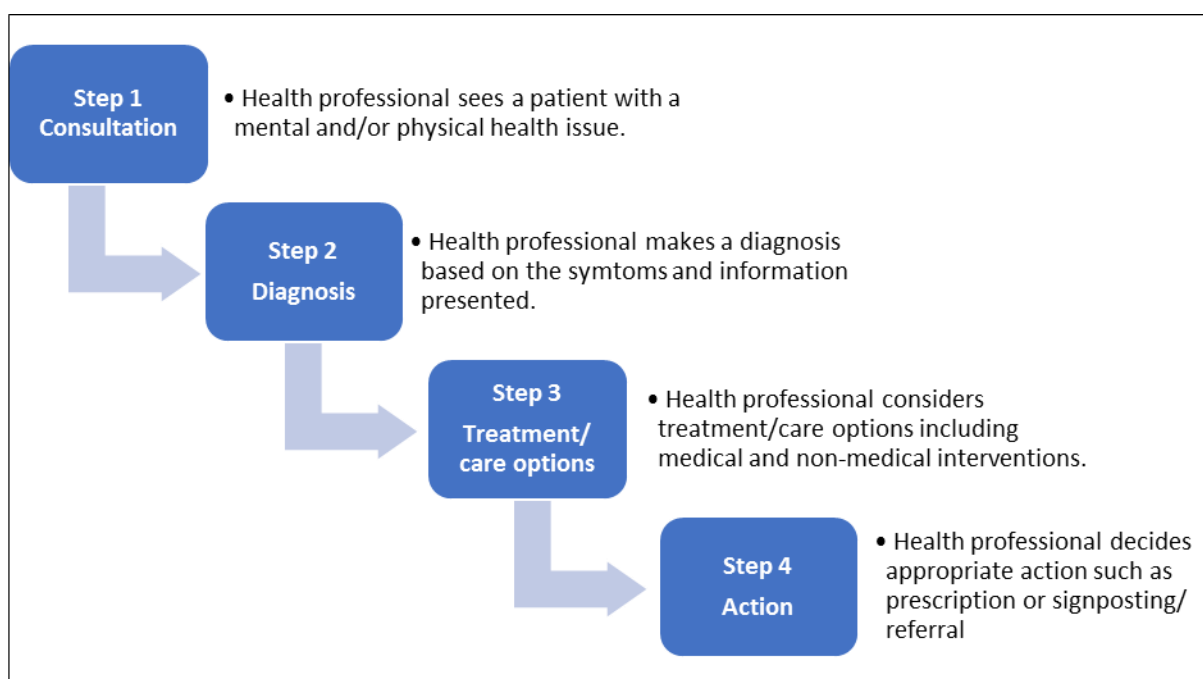 Step 1
Consultation
• Health professional sees a patient with a
mental and/or physical health issue.
Step 2
Diagnosis
• Health professional makes a diagnosis
based on the symtoms and information
presented.
Step 3
Treatment/
care options
• Health professional considers
treatment/care options including
medical and non-medical interventions.
Step 4
Action
• Health professional decides
appropriate action such as
prescription or signposting/
referral